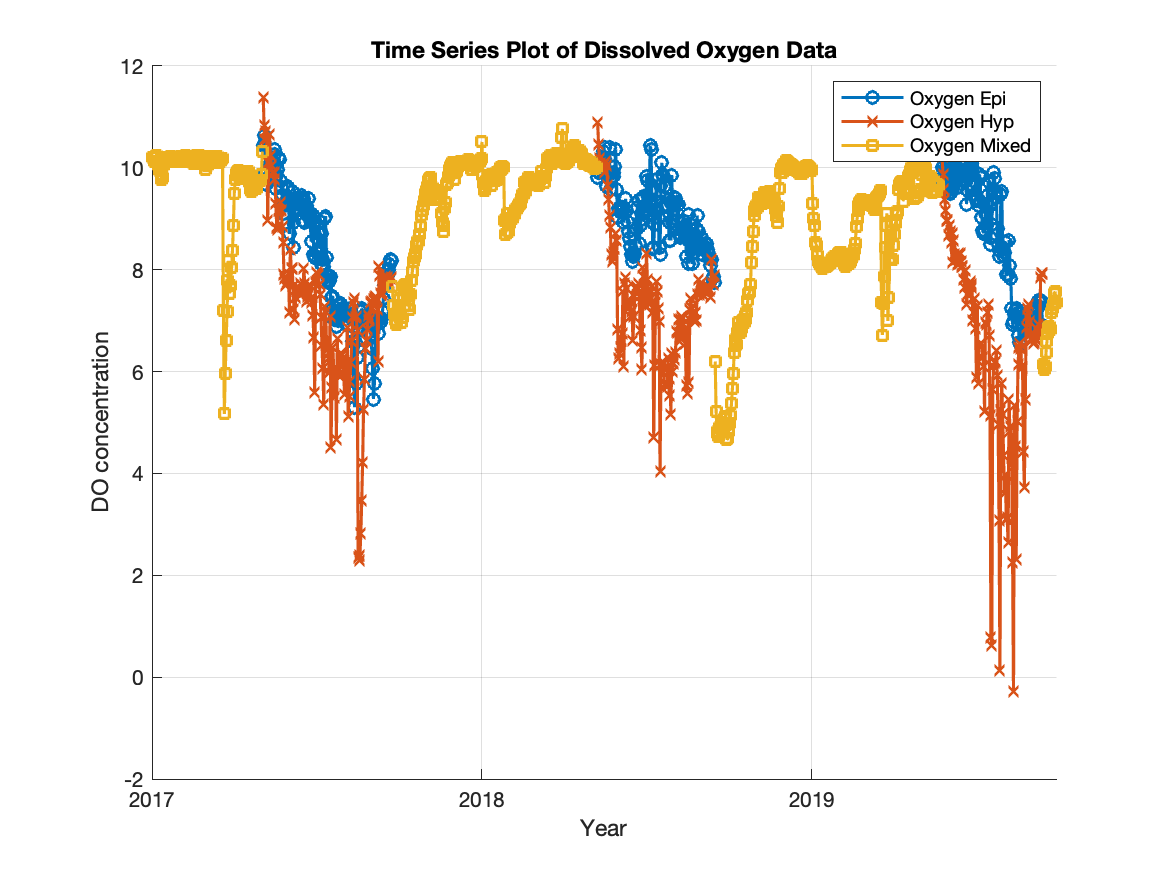 Time Series Plot of Dissolved Oxygen Data
12
10
8
6
4
2
0
-2
DO concentration
Oxygen Epi
Oxygen Hyp
Oxygen Mixed
2017
2018
2019
Year